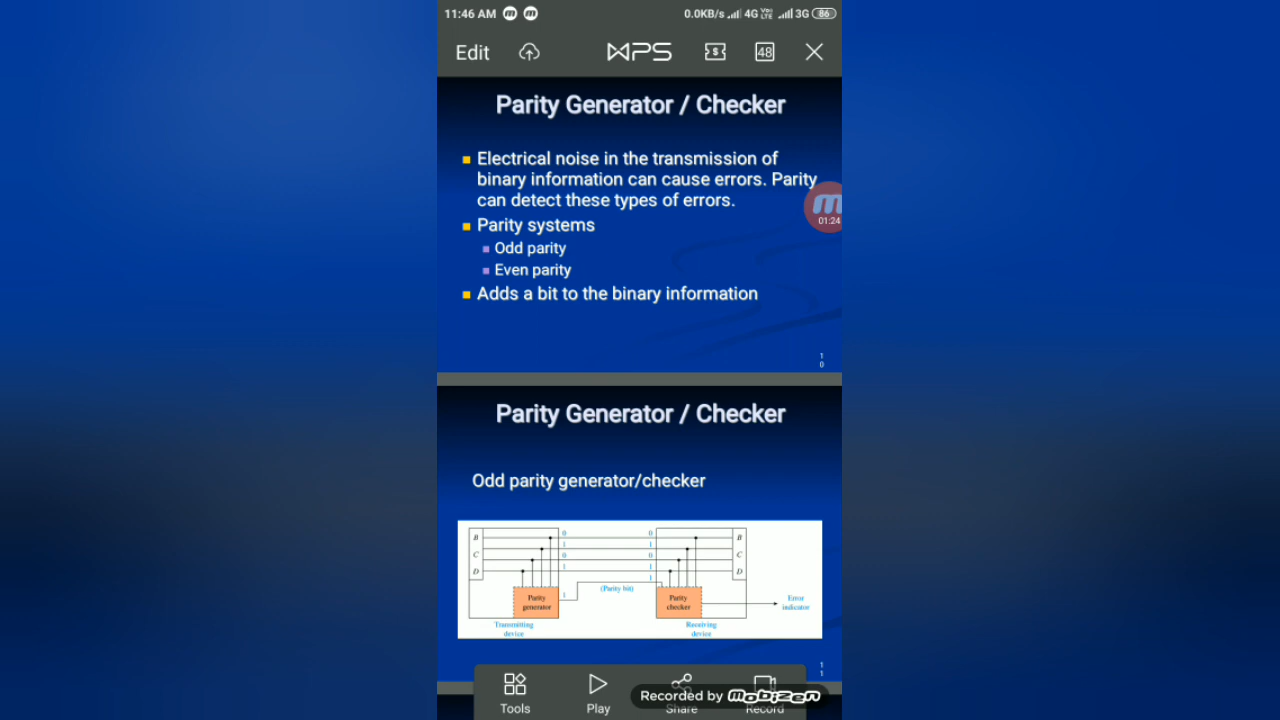 11:46 AM
0.0KB/s 4G VoLTE 3G 86
Edit
WPS
48
Parity Generator / Checker
Electrical noise in the transmission of
binary information can cause errors. Parity
can detect these types of errors.
01:24
Parity systems
Odd parity
Even parity
Adds a bit to the binary information
1
0
Parity Generator / Checker
Odd parity generator/checker
B 0 0 B
1 1
C 0 0 C
1 1
D 1 D
(Parity bit)
Parity
generator
1
Parity
checker
Error
indicator
Transmitting
device
Receiving
device
1
1
Recorded by mobizen
Tools Play Share Record